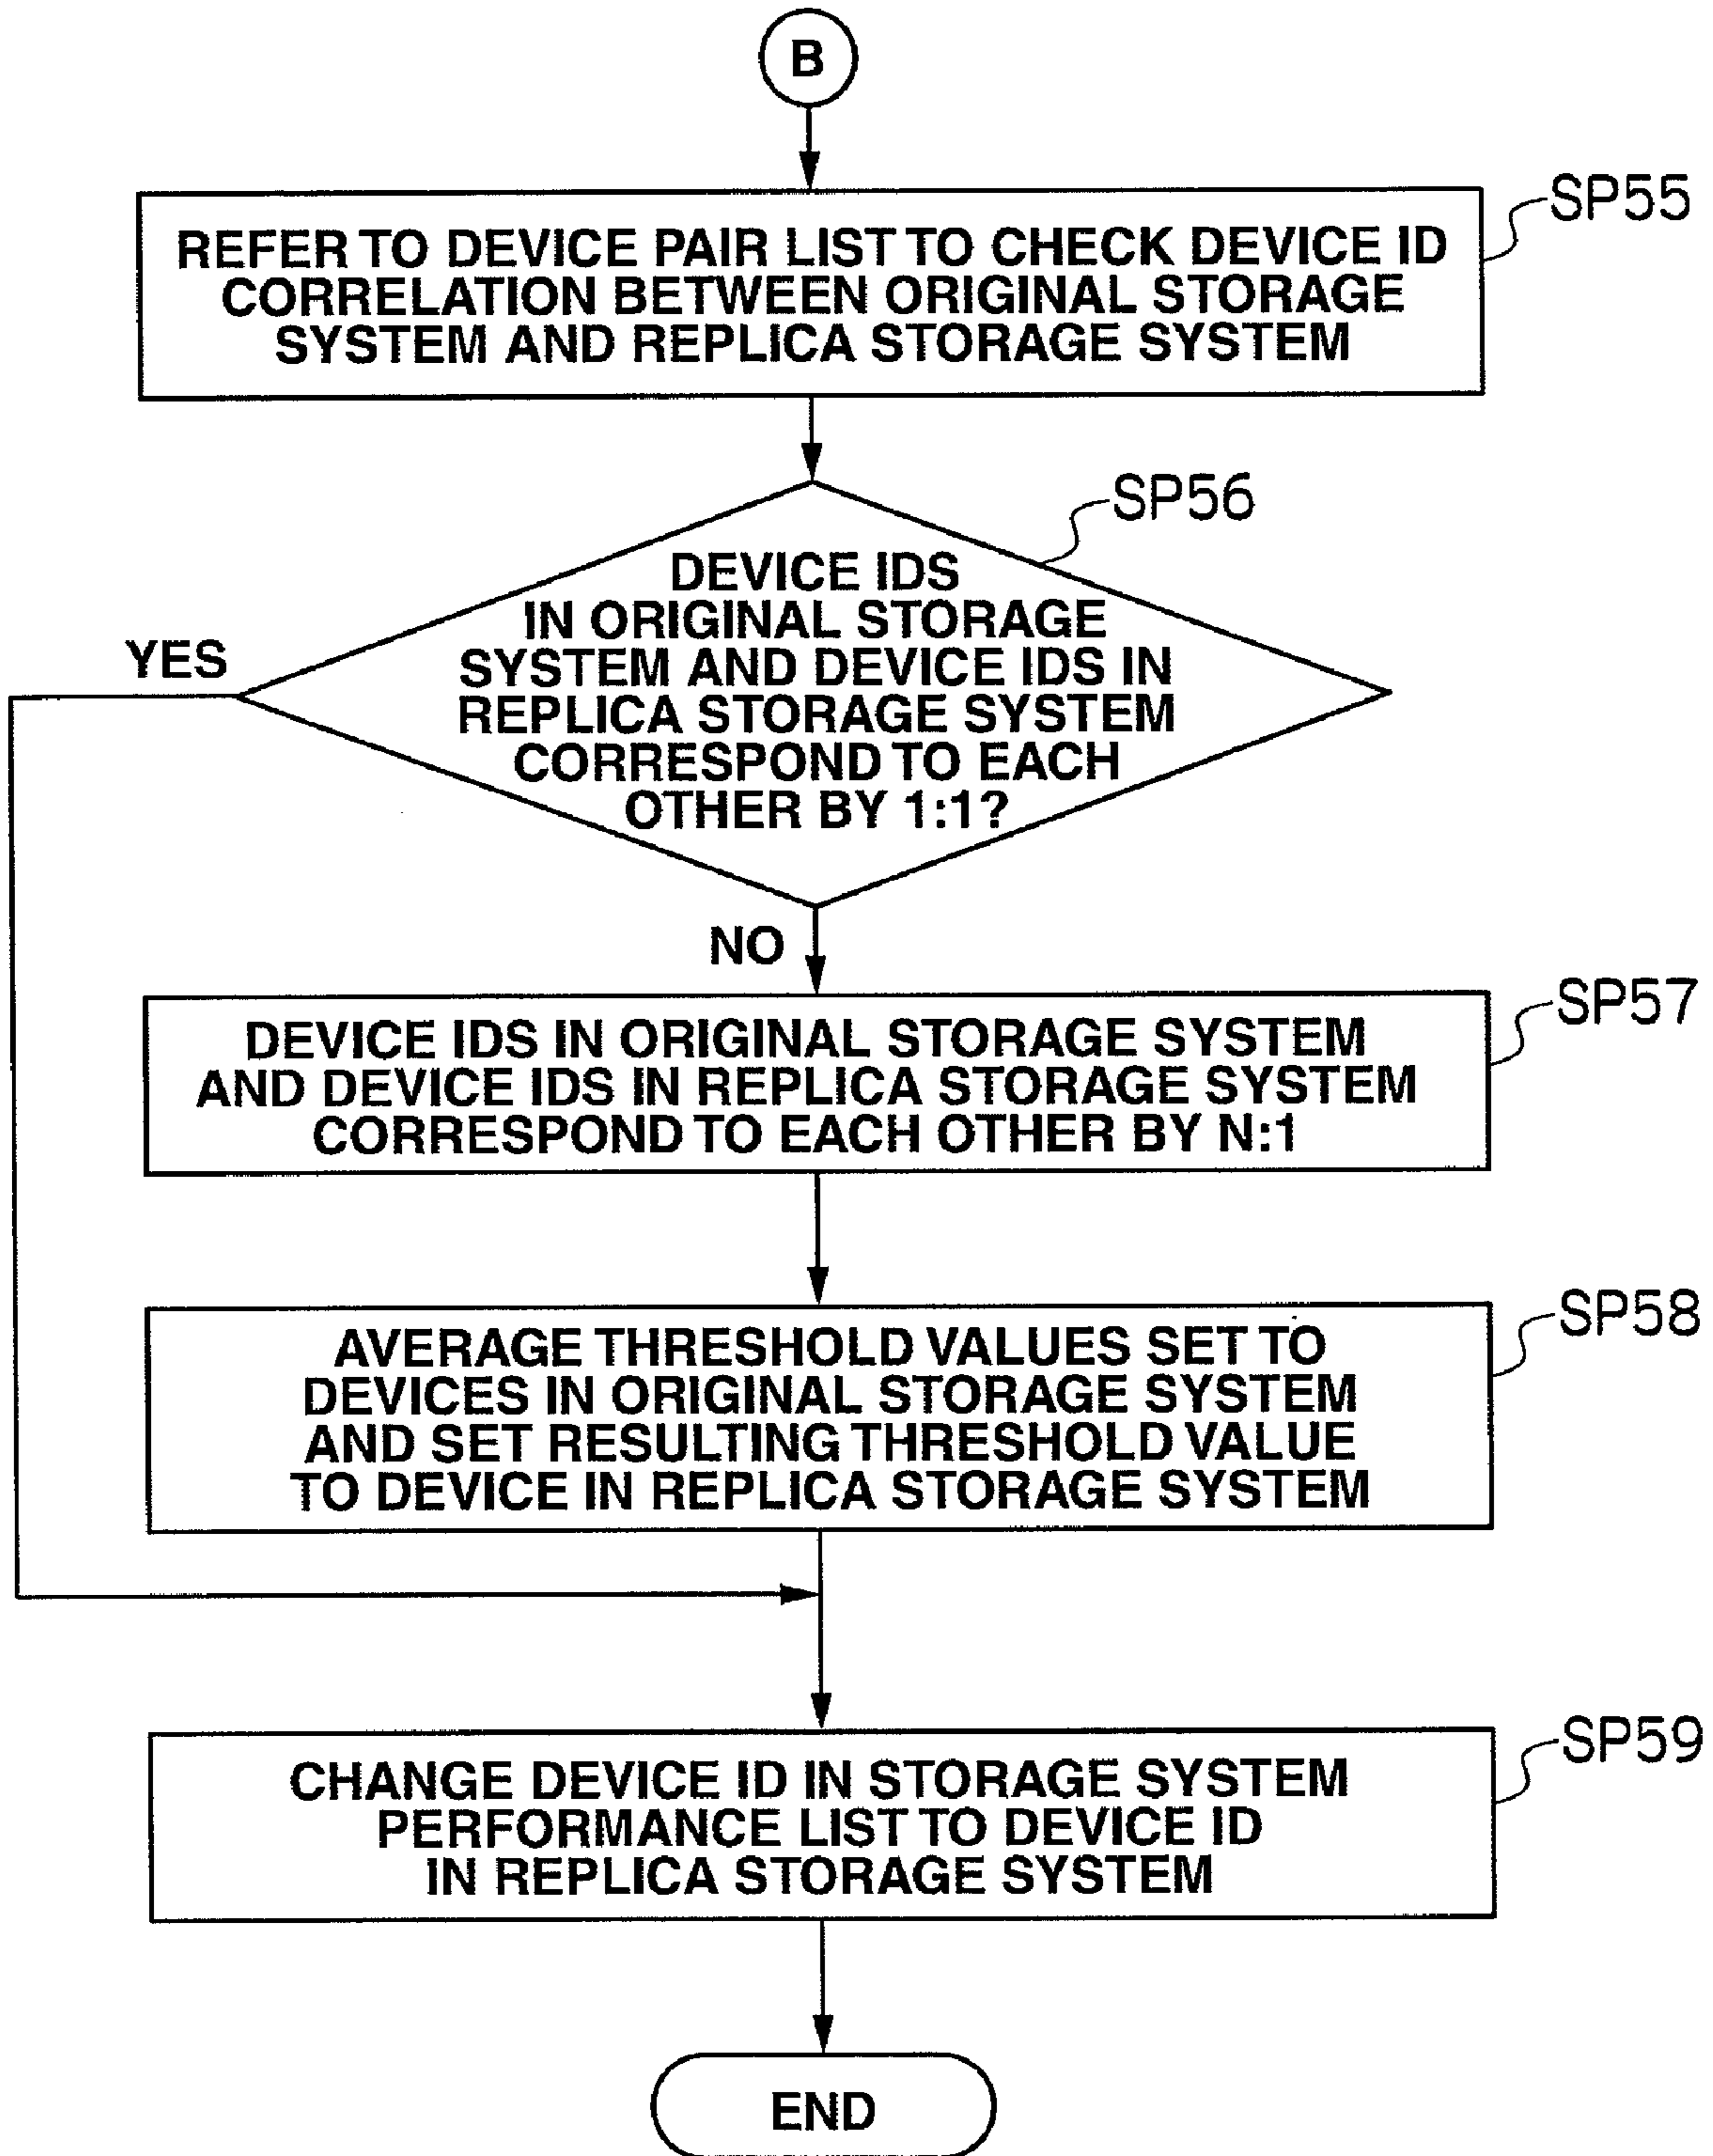 B
SP55
REFER TO DEVICE PAIR LIST TO CHECK DEVICE ID
CORRELATION BETWEEN ORIGINAL STORAGE
SYSTEM AND REPLICA STORAGE SYSTEM
SP56
DEVICE IDS
IN ORIGINAL STORAGE
SYSTEM AND DEVICE IDS IN
REPLICA STORAGE SYSTEM
CORRESPOND TO EACH
OTHER BY 1:1?
YES
NO
SP57
DEVICE IDS IN ORIGINAL STORAGE SYSTEM
AND DEVICE IDS IN REPLICA STORAGE SYSTEM
CORRESPOND TO EACH OTHER BY N:1
SP58
AVERAGE THRESHOLD VALUES SET TO
DEVICES IN ORIGINAL STORAGE SYSTEM
AND SET RESULTING THRESHOLD VALUE
TO DEVICE IN REPLICA STORAGE SYSTEM
SP59
CHANGE DEVICE ID IN STORAGE SYSTEM
PERFORMANCE LIST TO DEVICE ID
IN REPLICA STORAGE SYSTEM
END